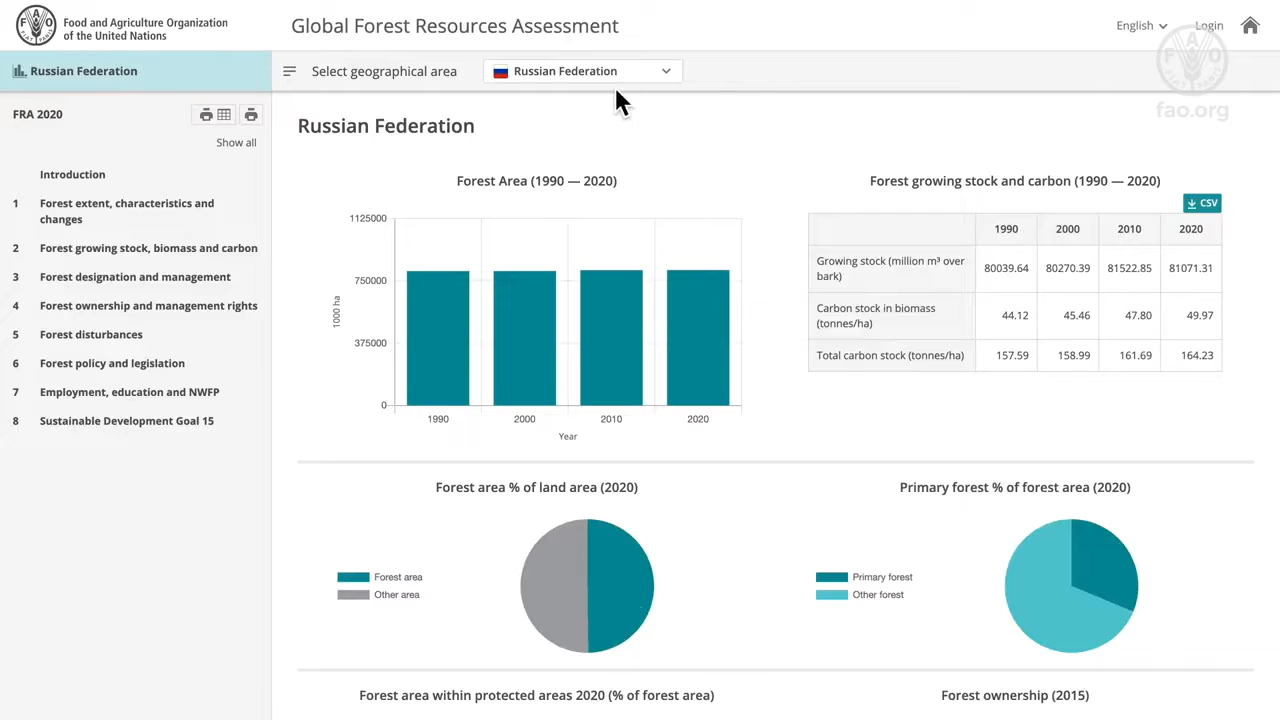 Food and Agriculture Organization
of the United Nations
Global Forest Resources Assessment
English
Login
fao.org
Russian Federation
Select geographical area
Russian Federation
FRA 2020
Show all
Introduction
1 Forest extent, characteristics and
changes
2 Forest growing stock, biomass and carbon
3 Forest designation and management
4 Forest ownership and management rights
5 Forest disturbances
6 Forest policy and legislation
7 Employment, education and NWFP
8 Sustainable Development Goal 15
Russian Federation
Forest Area (1990 — 2020)
1125000
750000
375000
0
1000 ha
1990 2000 2010 2020
Year
Forest growing stock and carbon (1990 — 2020)
CSV
1990 2000 2010 2020
Growing stock (million m³ over
bark) 80039.64 80270.39 81522.85 81071.31
Carbon stock in biomass
(tonnes/ha) 44.12 45.46 47.80 49.97
Total carbon stock (tonnes/ha) 157.59 158.99 161.69 164.23
Forest area % of land area (2020)
Forest area
Other area
Primary forest % of forest area (2020)
Primary forest
Other forest
Forest area within protected areas 2020 (% of forest area)
Forest ownership (2015)